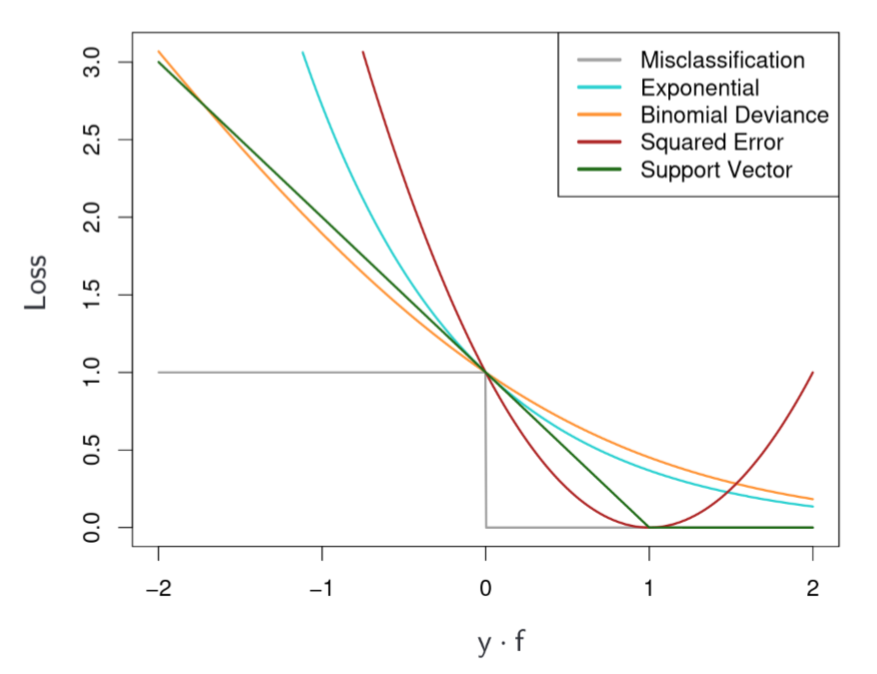 Misclassification
Exponential
Binomial Deviance
Squared Error
Support Vector
3.0
2.5
2.0
1.5
1.0
0.5
0.0
Loss
−2 −1 0 1 2
y · f